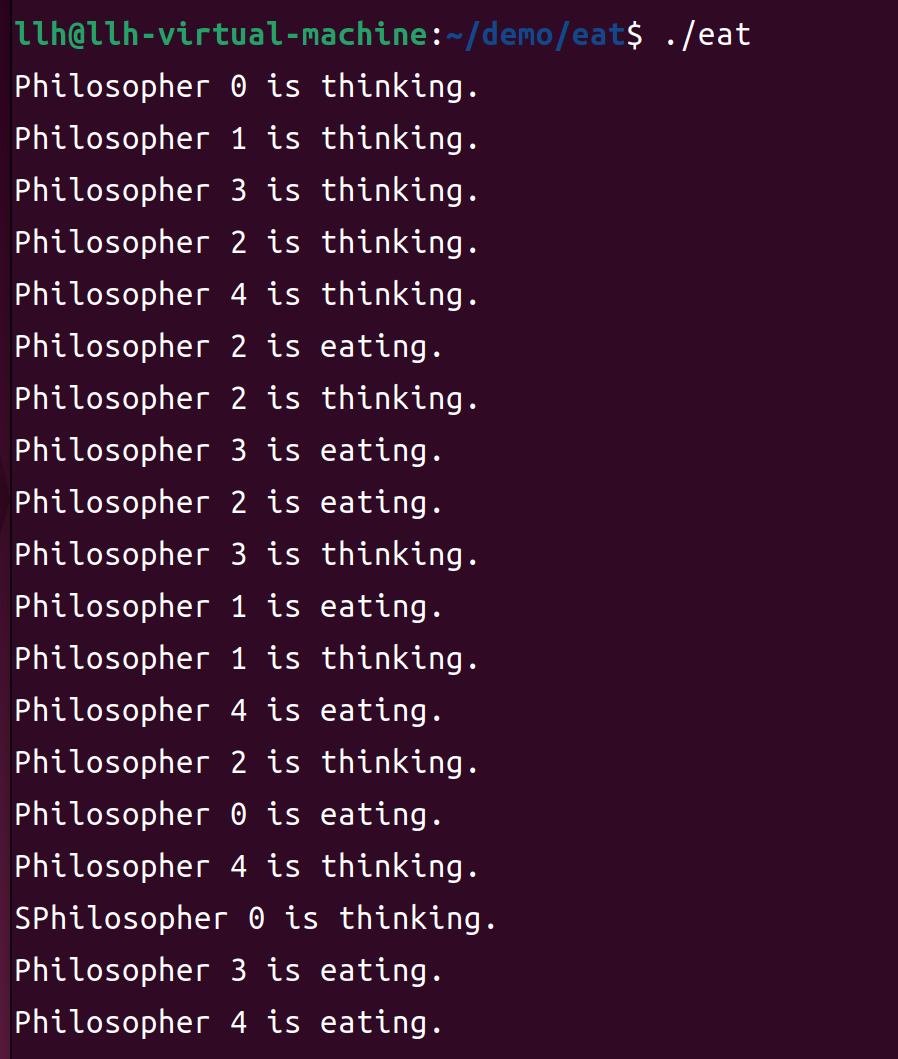 llh@llh-virtual-machine:~/demo/eat$ ./eat
Philosopher 0 is thinking.
Philosopher 1 is thinking.
Philosopher 3 is thinking.
Philosopher 2 is thinking.
Philosopher 4 is thinking.
Philosopher 2 is eating.
Philosopher 2 is thinking.
Philosopher 3 is eating.
Philosopher 2 is eating.
Philosopher 3 is thinking.
Philosopher 1 is eating.
Philosopher 1 is thinking.
Philosopher 4 is eating.
Philosopher 2 is thinking.
Philosopher 0 is eating.
Philosopher 4 is thinking.
SPhilosopher 0 is thinking.
Philosopher 3 is eating.
Philosopher 4 is eating.